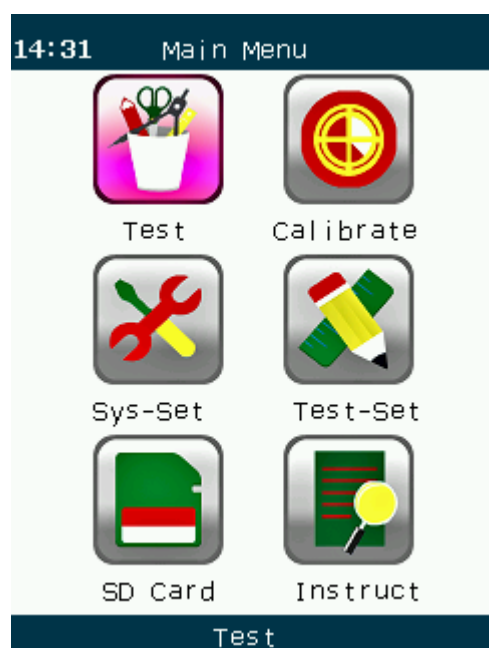 14:31 Main Menu
Test Calibrate
Sys-Set Test-Set
SD Card Instruct
Test